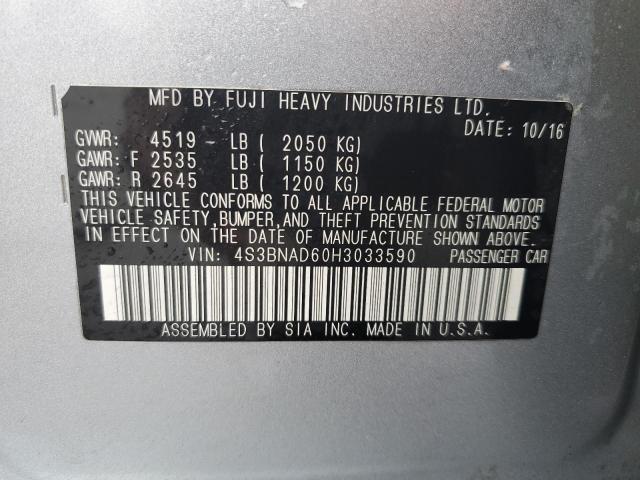 MFD BY FUJI HEAVY INDUSTRIES LTD.
DATE: 10/16
GVWR: 4519 LB ( 2050 KG)
GAWR: F 2535 LB ( 1150 KG)
GAWR: R 2645 LB ( 1200 KG)
THIS VEHICLE CONFORMS TO ALL APPLICABLE FEDERAL MOTOR
VEHICLE SAFETY,BUMPER,AND THEFT PREVENTION STANDARDS
IN EFFECT ON THE DATE OF MANUFACTURE SHOWN ABOVE.
VIN: 4S3BNAD60H3033590 PASSENGER CAR
ASSEMBLED BY SIA INC. MADE IN U.S.A.